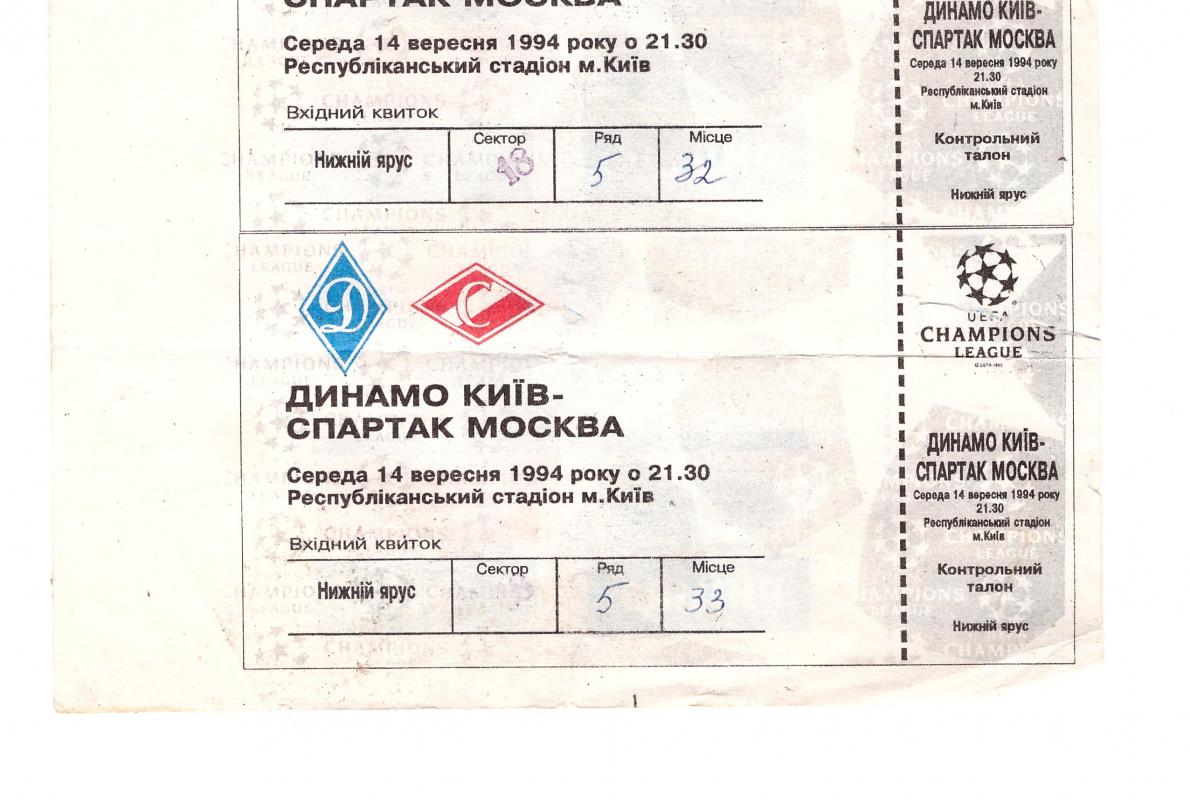 СПАРТАК МОСКВА
Середа 14 вересня 1994 року о 21.30
Республіканський стадіон м.Київ
Вхідний квиток
Нижній ярус
Сектор
18
Ряд
5
Місце
32
ДИНАМО КИЇВ-
СПАРТАК МОСКВА
Середа 14 вересня 1994 року
21.30
Республіканський стадіон
м.Київ
Контрольний
талон
Нижній ярус
Д
С
ДИНАМО КИЇВ-
СПАРТАК МОСКВА
Середа 14 вересня 1994 року о 21.30
Республіканський стадіон м.Київ
Вхідний квиток
Нижній ярус
Сектор
Ряд
5
Місце
33
UEFA
CHAMPIONS
LEAGUE
ДИНАМО КИЇВ-
СПАРТАК МОСКВА
Середа 14 вересня 1994 року
21.30
Республіканський стадіон
м.Київ
Контрольний
талон
Нижній ярус